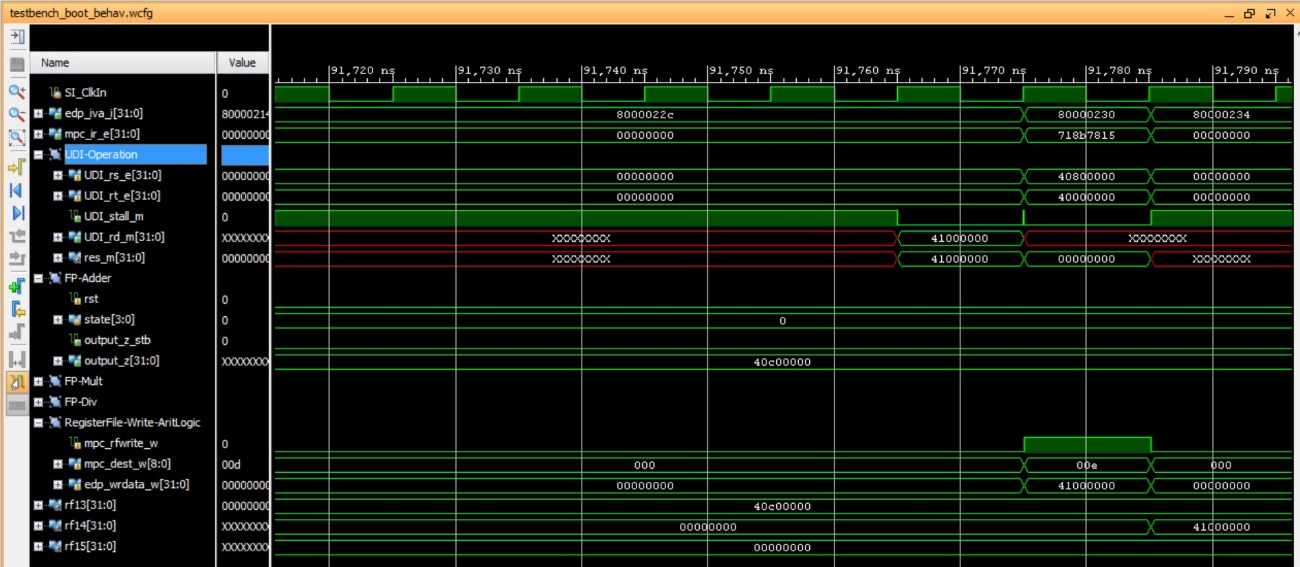 testbench_boot_behav.wcfg
Name Value
91,720 ns 91,730 ns 91,740 ns 91,750 ns 91,760 ns 91,770 ns 91,780 ns 91,790 ns
SI_ClkIn 0
edp_iva_i[31:0] 80000214 8000022c 80000230 80000234
mpc_ir_e[31:0] 00000000 00000000 718b7815 00000000
UDI-Operation
UDI_rs_e[31:0] 00000000 00000000 40800000 00000000
UDI_rt_e[31:0] 00000000 00000000 40000000 00000000
UDI_stall_m 0
UDI_rd_m[31:0] XXXXXXXX XXXXXXXX 41000000 XXXXXXXX
res_m[31:0] 00000000 XXXXXXXX 41000000 00000000 XXXXXXXX
FP-Adder
rst 0
state[3:0] 0 0
output_z_stb 0
output_z[31:0] XXXXXXXX 40c00000
FP-Mult
FP-Div
RegisterFile-Write-AritLogic
mpc_rfwrite_w 0
mpc_dest_w[8:0] 00d 000 00e 000
edp_wrdata_w[31:0] 00000000 00000000 41000000 00000000
rf13[31:0] 00000000 40c00000
rf14[31:0] XXXXXXXX 00000000 41000000
rf15[31:0] XXXXXXXX 00000000